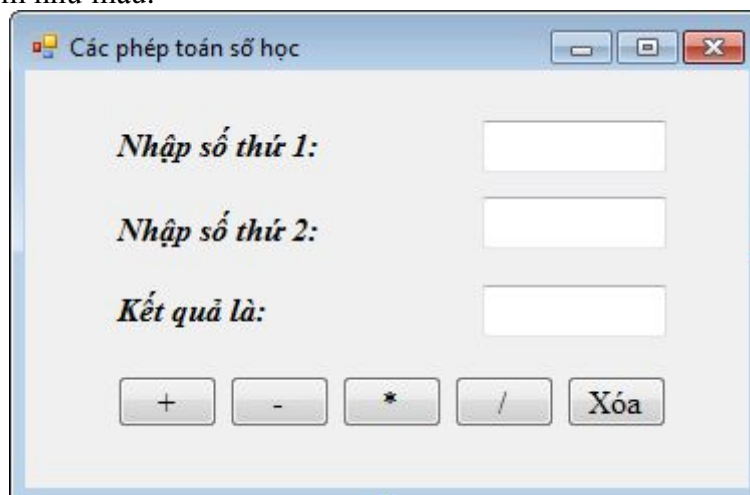 Các phép toán số học
Nhập số thứ 1:
Nhập số thứ 2:
Kết quả là:
+ - * / Xóa